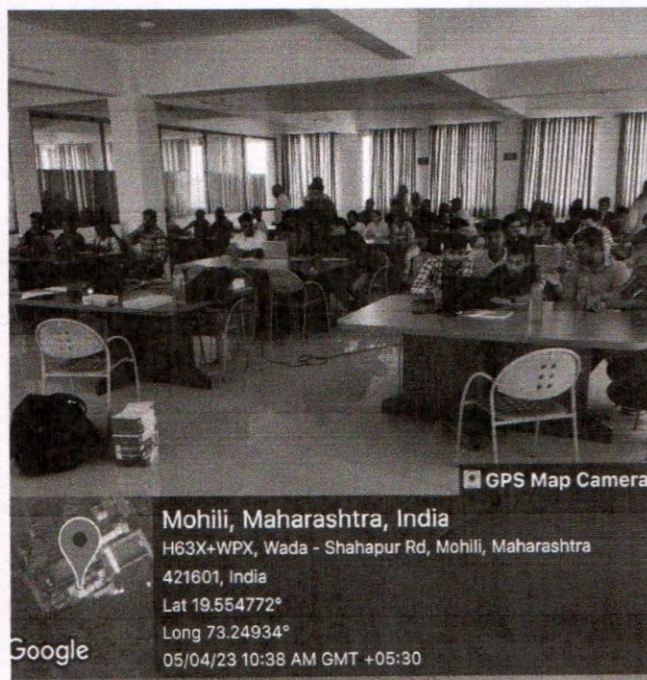 GPS Map Camera
Mohili, Maharashtra, India
H63X+WPX, Wada - Shahapur Rd, Mohili, Maharashtra
421601, India
Lat 19.554772°
Long 73.24934°
05/04/23 10:38 AM GMT +05:30
Google